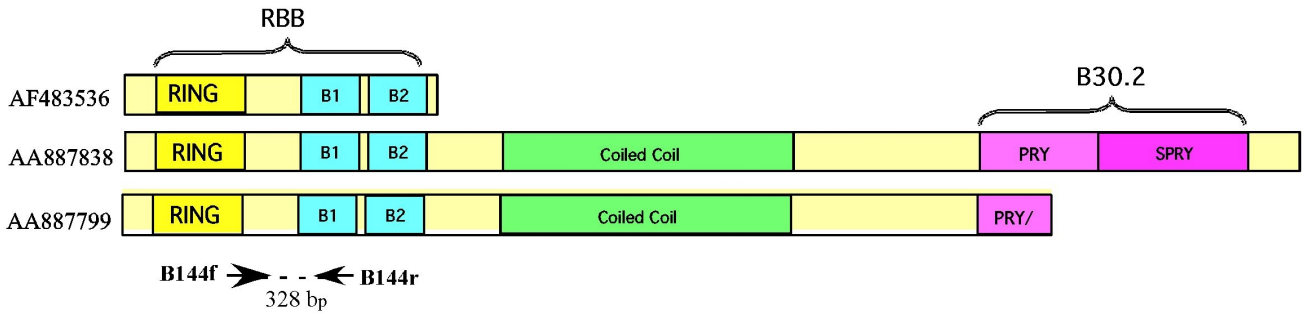 RBB
B30.2
AF483536 RING B1 B2
AA887838 RING B1 B2 Coiled Coil PRY SPRY
AA887799 RING B1 B2 Coiled Coil PRY/
B144f B144r
328 bp